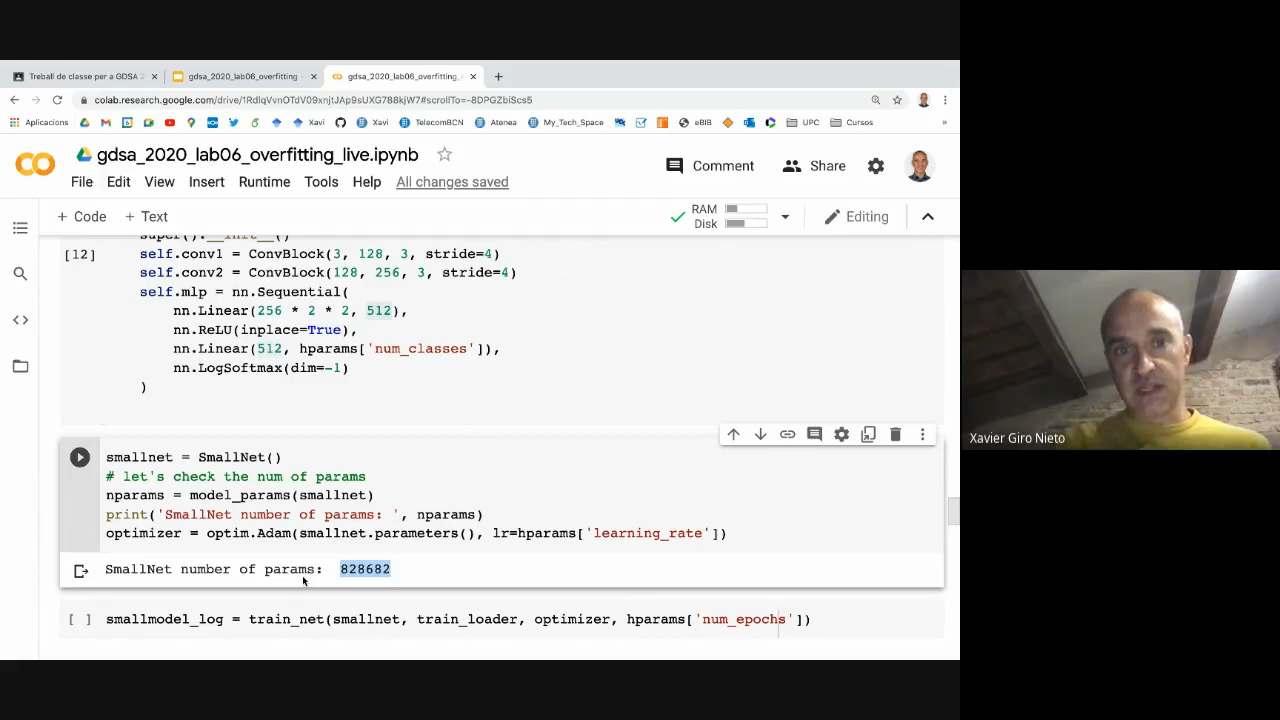 Treball de classe per a GDSA 2
gdsa_2020_lab06_overfitting -
gdsa_2020_lab06_overfitting_
colab.research.google.com/drive/1RdlqVvnOTdV09xnjtJAp9sUXG788kjW7#scrollTo=-8DPGZbiScs5
Aplicacions
Xavi
Xavi
TelecomBCN
Atenea
My_Tech_Space
eBIB
UPC
Cursos
gdsa_2020_lab06_overfitting_live.ipynb
Comment
Share
File Edit View Insert Runtime Tools Help All changes saved
+ Code + Text
RAM
Disk
Editing
super().__init__()
[12] self.conv1 = ConvBlock(3, 128, 3, stride=4)
self.conv2 = ConvBlock(128, 256, 3, stride=4)
self.mlp = nn.Sequential(
nn.Linear(256 * 2 * 2, 512),
nn.ReLU(inplace=True),
nn.Linear(512, hparams['num_classes']),
nn.LogSoftmax(dim=-1)
)
smallnet = SmallNet()
# let's check the num of params
nparams = model_params(smallnet)
print('SmallNet number of params: ', nparams)
optimizer = optim.Adam(smallnet.parameters(), lr=hparams['learning_rate'])
SmallNet number of params: 828682
[ ] smallmodel_log = train_net(smallnet, train_loader, optimizer, hparams['num_epochs'])
Xavier Giro Nieto